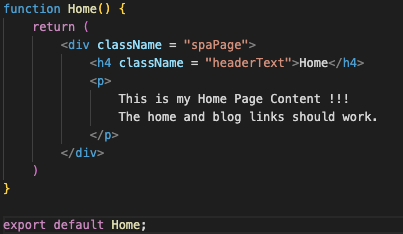 function Home() {
return (
<div className = "spaPage">
<h4 className = "headerText">Home</h4>
<p>
This is my Home Page Content !!!
The home and blog links should work.
</p>
</div>
)
}
export default Home;